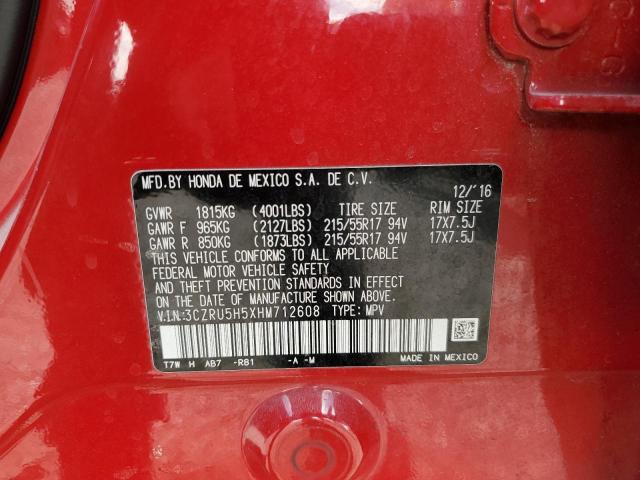 MFD.BY HONDA DE MEXICO S.A. DE C.V.
12/'16
GVWR 1815KG (4001LBS) TIRE SIZE RIM SIZE
GAWR F 965KG (2127LBS) 215/55R17 94V 17X7.5J
GAWR R 850KG (1873LBS) 215/55R17 94V 17X7.5J
THIS VEHICLE CONFORMS TO ALL APPLICABLE
FEDERAL MOTOR VEHICLE SAFETY
AND THEFT PREVENTION STANDARDS IN EFFECT
ON THE DATE OF MANUFACTURE SHOWN ABOVE.
V.I.N.:3CZRU5H5XHM712608 TYPE: MPV
T7W H AB7 -R81 -A -M MADE IN MEXICO